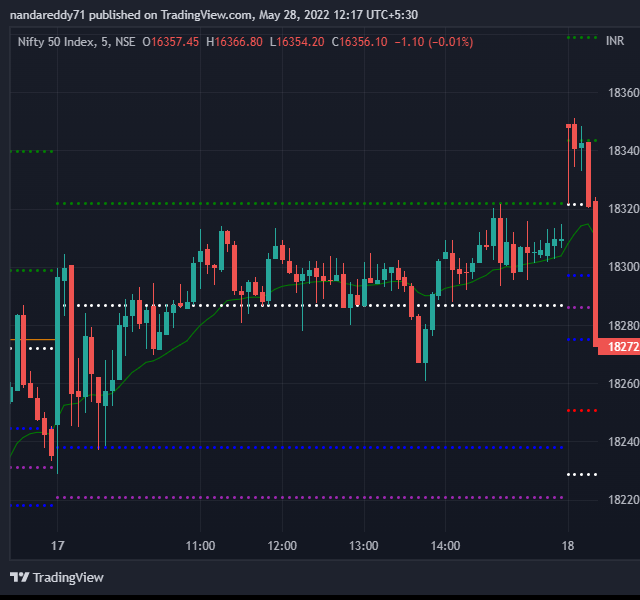 nandareddy71 published on TradingView.com, May 28, 2022 12:17 UTC+5:30
Nifty 50 Index, 5, NSE O16357.45 H16366.80 L16354.20 C16356.10 −1.10 (−0.01%)
INR
18360
18340
18320
18300
18280
18272
18260
18240
18220
17 11:00 12:00 13:00 14:00 18
TradingView